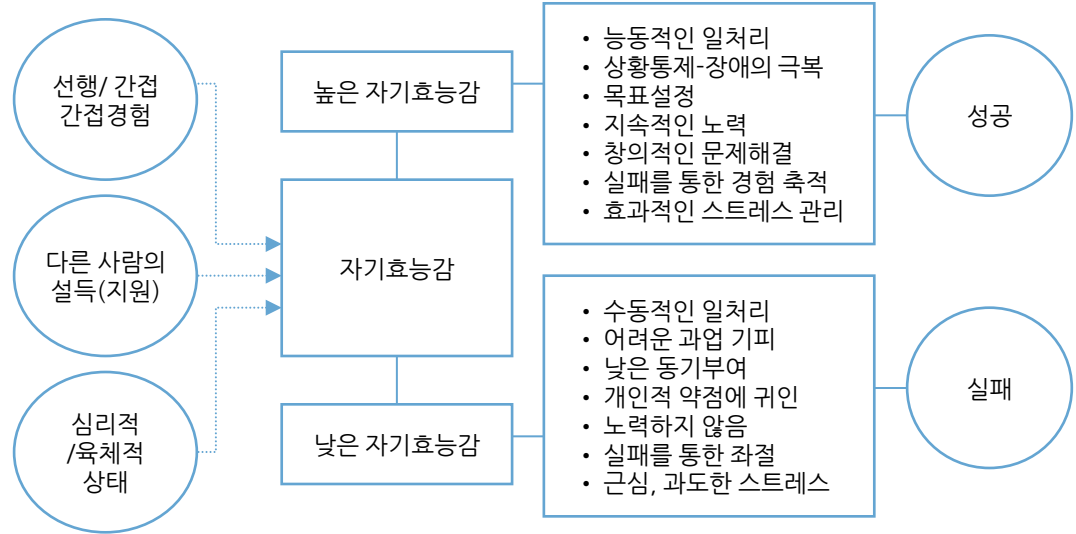 선행/ 간접
간접경험
다른 사람의
설득(지원)
심리적
/육체적
상태
높은 자기효능감
자기효능감
낮은 자기효능감
• 능동적인 일처리
• 상황통제-장애의 극복
• 목표설정
• 지속적인 노력
• 창의적인 문제해결
• 실패를 통한 경험 축적
• 효과적인 스트레스 관리
• 수동적인 일처리
• 어려운 과업 기피
• 낮은 동기부여
• 개인적 약점에 귀인
• 노력하지 않음
• 실패를 통한 좌절
• 근심, 과도한 스트레스
성공
실패